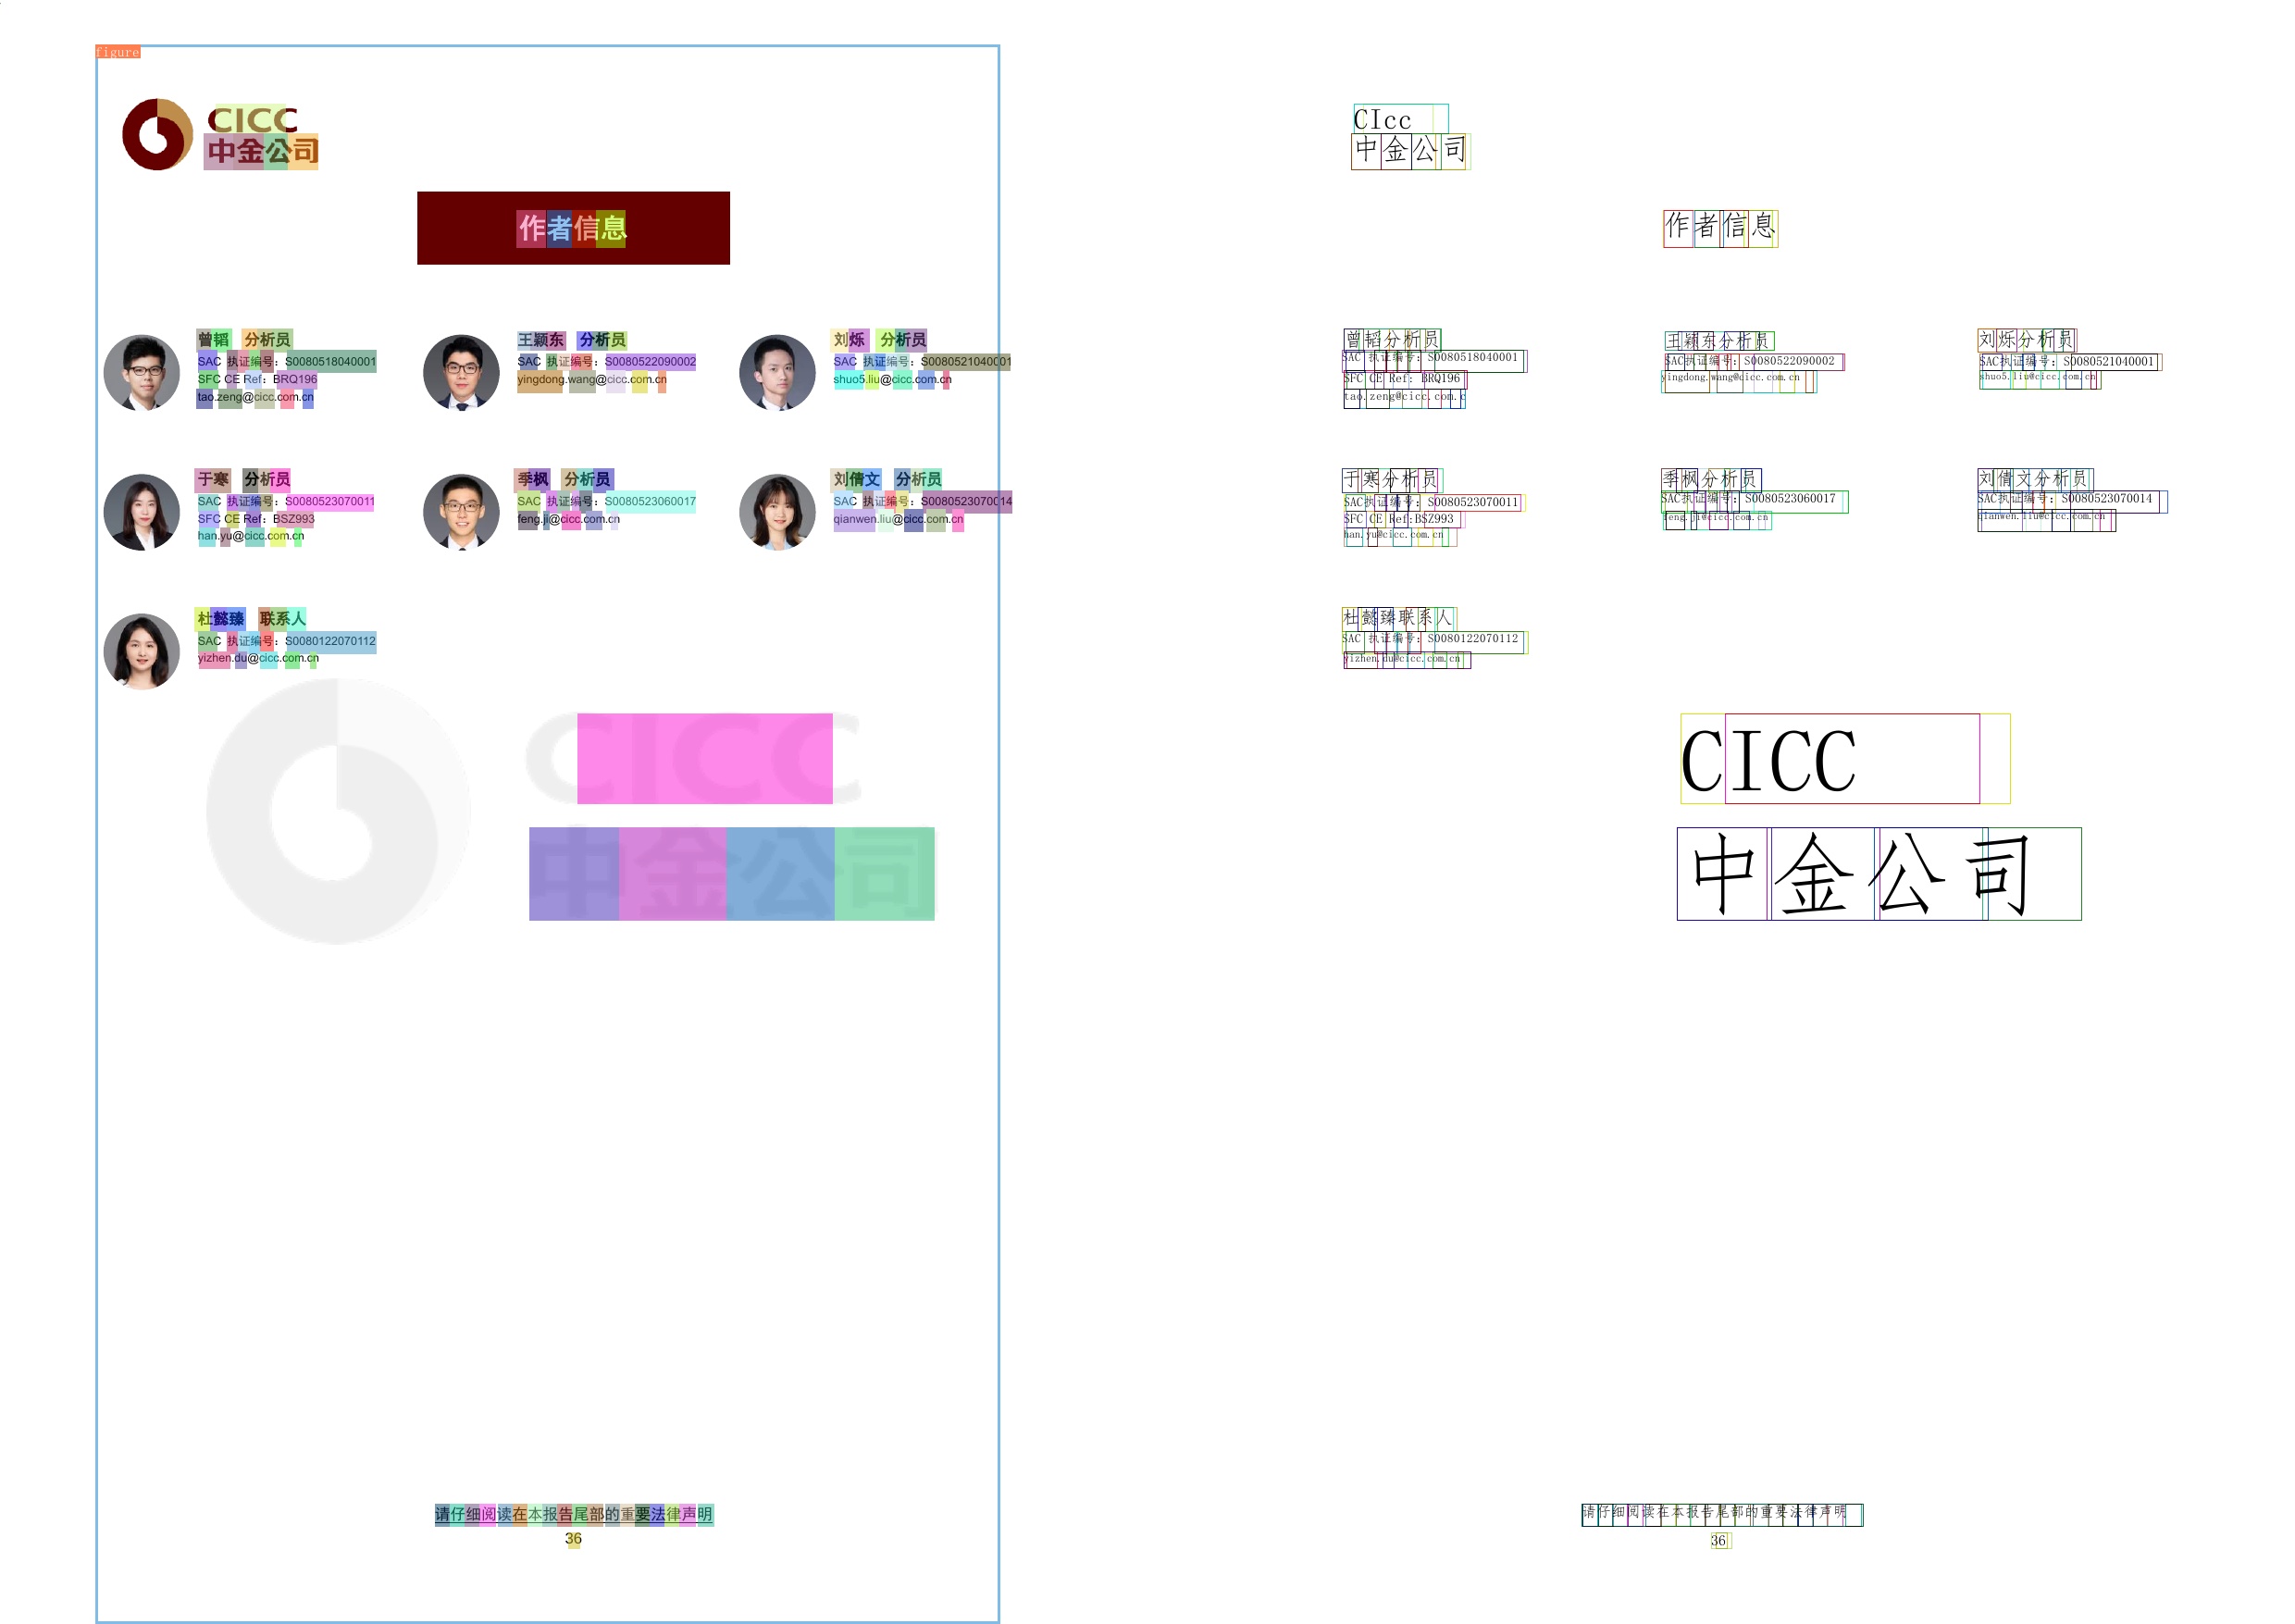 figure
CICC
中金公司
作者信息
曾韬 分析员
SAC 执证编号：S0080518040001
SFC CE Ref：BRQ196
tao.zeng@cicc.com.cn
王颖东 分析员
SAC 执证编号：S0080522090002
yingdong.wang@cicc.com.cn
刘烁 分析员
SAC 执证编号：S0080521040001
shuo5.liu@cicc.com.cn
于寒 分析员
SAC 执证编号：S0080523070011
SFC CE Ref：BSZ993
han.yu@cicc.com.cn
季枫 分析员
SAC 执证编号：S0080523060017
feng.ji@cicc.com.cn
刘倩文 分析员
SAC 执证编号：S0080523070014
qianwen.liu@cicc.com.cn
杜懿臻 联系人
SAC 执证编号：S0080122070112
yizhen.du@cicc.com.cn
CICC
中金公司
请仔细阅读在本报告尾部的重要法律声明
36
CIcc
中金公司
作者信息
曾韬分析员
SAC 执证编号：S0080518040001
SFC CE Ref: BRQ196
tao.zeng@cicc.com.c
王颖东分析员
SAC执证编号：S0080522090002
yingdong.wang@cicc.com.cn
刘烁分析员
SAC执证编号：S0080521040001
shuo5.liu@cicc.com.cn
于寒分析员
SAC 执证编号：S0080523070011
SFC CE Ref:BSZ993
han.yu@cicc.com.cn
季枫分析员
SAC执证编号：S0080523060017
feng.ji@cicc.com.cn
刘倩文分析员
SAC执证编号：S0080523070014
qianwen.liu@cicc.com.cn
杜懿臻联系人
SAC 执证编号：S0080122070112
yizhen.du@cicc.com.cn
CICC
中金公司
请仔细阅读在本报告尾部的重要法律声明
36